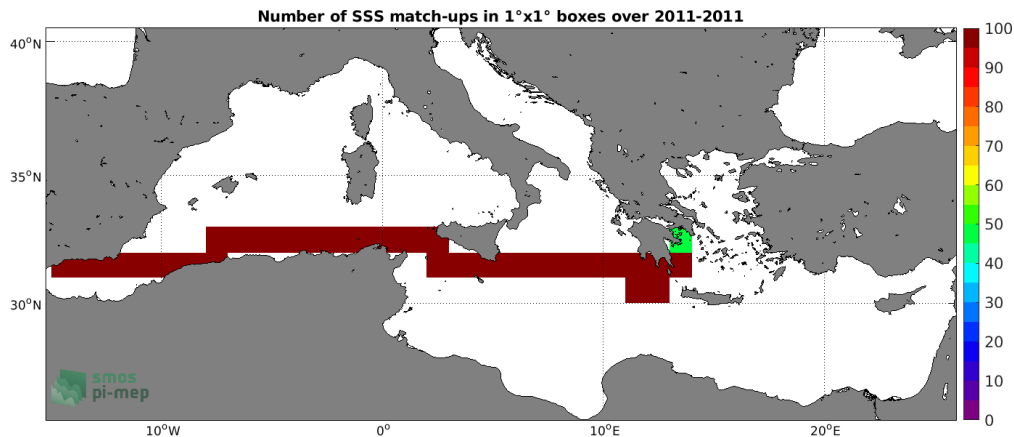 Number of SSS match-ups in 1°x1° boxes over 2011-2011
40°N
35°N
30°N
10°W
0°
10°E
20°E
100
90
80
70
60
50
40
30
20
10
0
smos
pi-mep